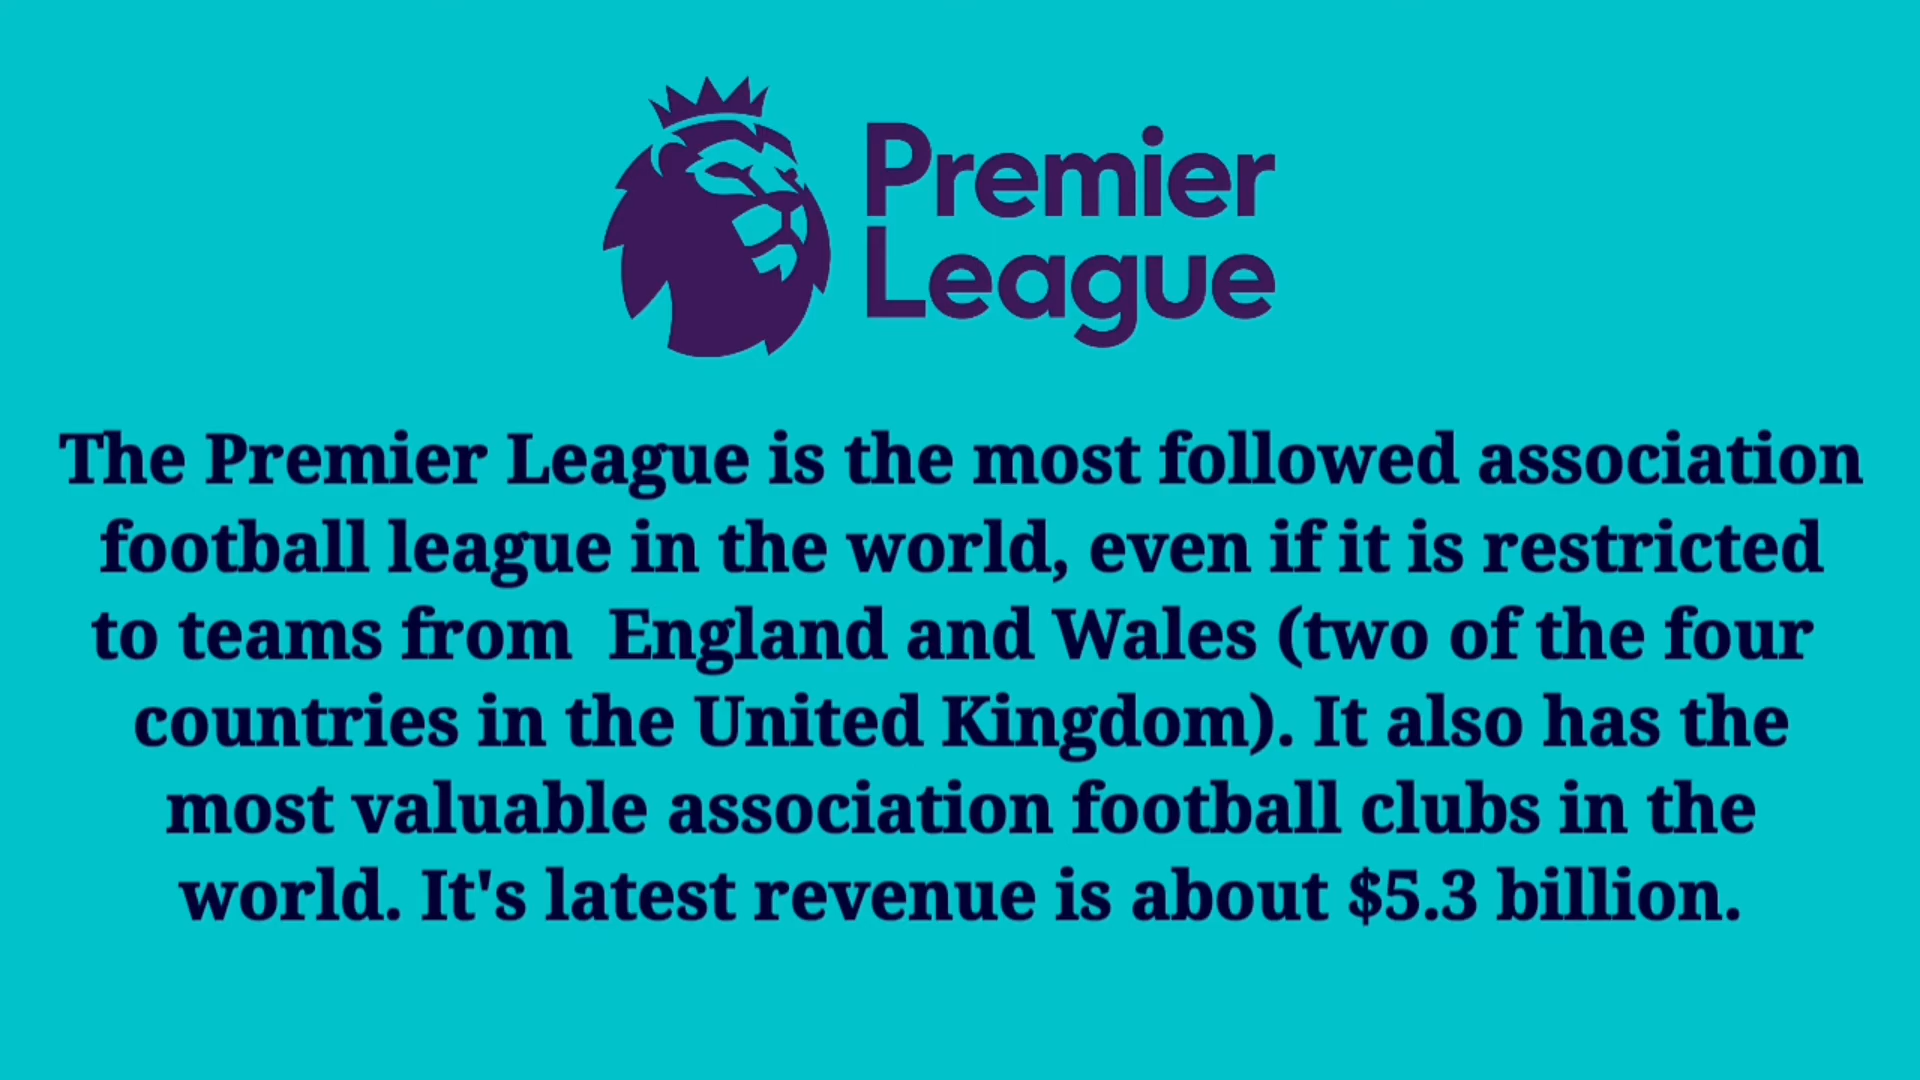 Premier
League
The Premier League is the most followed association
football league in the world, even if it is restricted
to teams from  England and Wales (two of the four
countries in the United Kingdom). It also has the
most valuable association football clubs in the
world. It's latest revenue is about $5.3 billion.